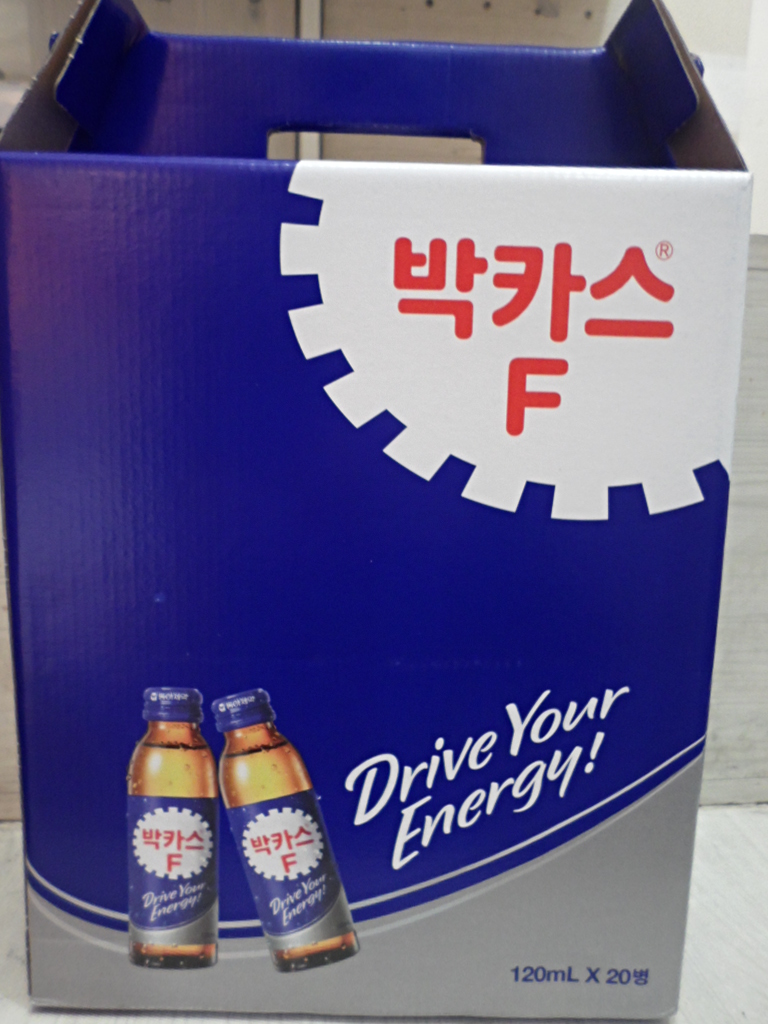 박카스®
F
Drive Your
Energy!
박카스
F
Drive Your
Energy!
박카스
F
Drive Your
Energy!
120mL X 20병